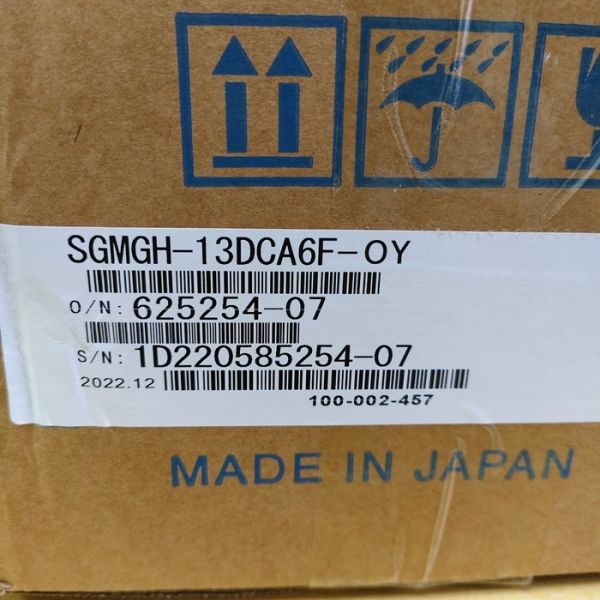 SGMGH-13DCA6F-OY
O/N: 625254-07
S/N: 1D220585254-07
2022.12
100-002-457
MADE IN JAPAN